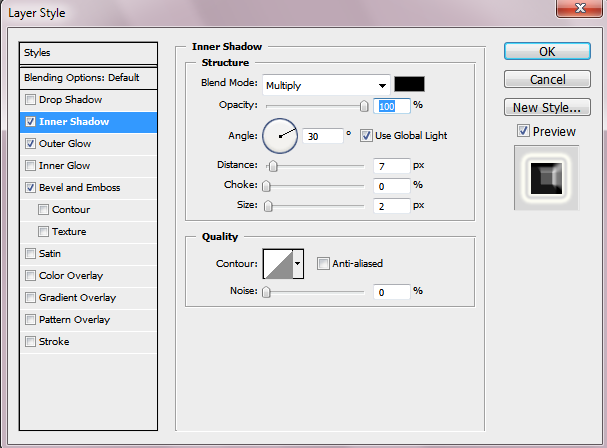 Layer Style
Styles
Blending Options: Default
Drop Shadow
Inner Shadow
Outer Glow
Inner Glow
Bevel and Emboss
Contour
Texture
Satin
Color Overlay
Gradient Overlay
Pattern Overlay
Stroke
Inner Shadow
Structure
Blend Mode: Multiply
Opacity: 100 %
Angle: 30 ° Use Global Light
Distance: 7 px
Choke: 0 %
Size: 2 px
Quality
Contour: Anti-aliased
Noise: 0 %
OK
Cancel
New Style...
Preview